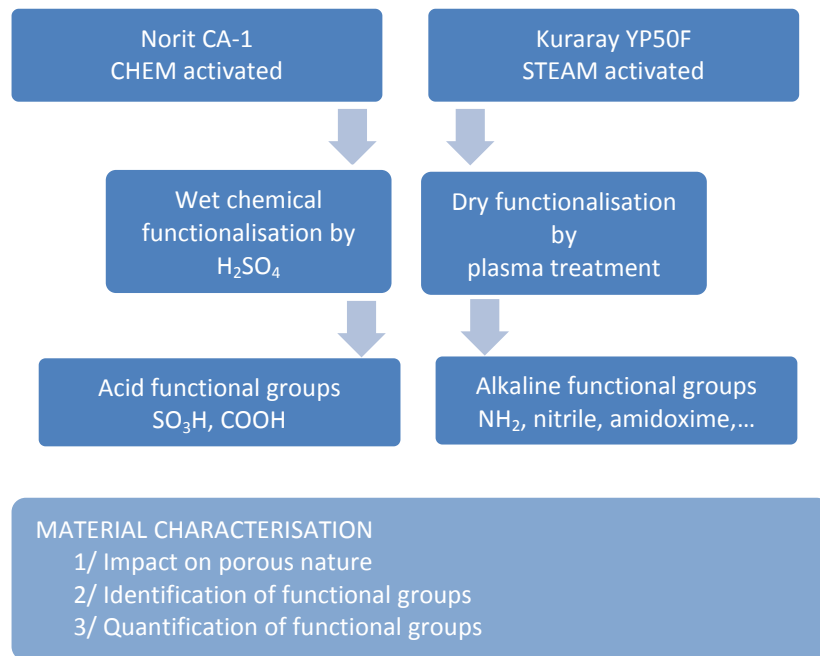 Norit CA-1
CHEM activated
Kuraray YP50F
STEAM activated
Wet chemical
functionalisation by
H₂SO₄
Dry functionalisation
by
plasma treatment
Acid functional groups
SO₃H, COOH
Alkaline functional groups
NH₂, nitrile, amidoxime,…
MATERIAL CHARACTERISATION
1/ Impact on porous nature
2/ Identification of functional groups
3/ Quantification of functional groups